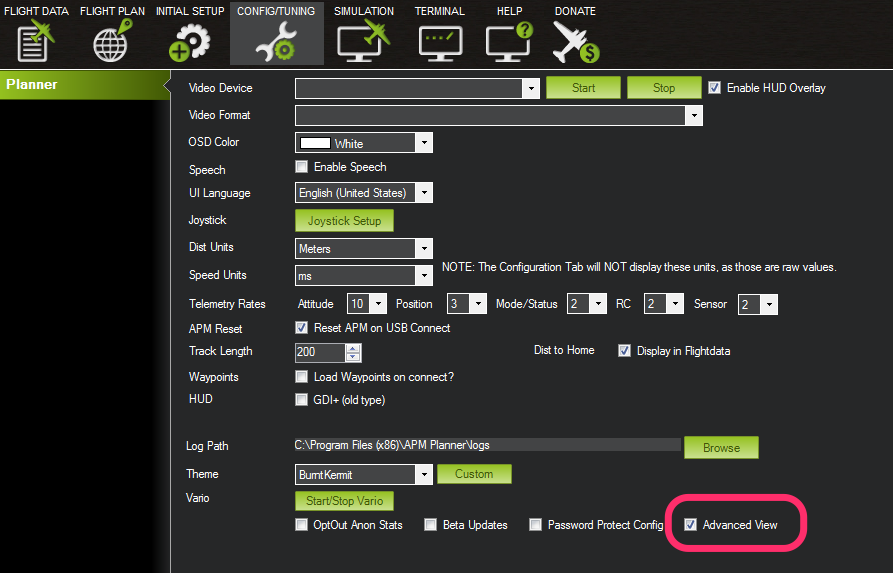 FLIGHT DATA FLIGHT PLAN INITIAL SETUP CONFIG/TUNING SIMULATION TERMINAL HELP DONATE
Planner
Video Device Start Stop Enable HUD Overlay
Video Format
OSD Color White
Speech Enable Speech
UI Language English (United States)
Joystick Joystick Setup
Dist Units Meters
Speed Units ms NOTE: The Configuration Tab will NOT display these units, as those are raw values.
Telemetry Rates Attitude 10 Position 3 Mode/Status 2 RC 2 Sensor 2
APM Reset Reset APM on USB Connect
Track Length 200 Dist to Home Display in Flightdata
Waypoints Load Waypoints on connect?
HUD GDI+ (old type)
Log Path C:\Program Files (x86)\APM Planner\logs Browse
Theme BurntKermit Custom
Vario Start/Stop Vario
OptOut Anon Stats Beta Updates Password Protect Config Advanced View